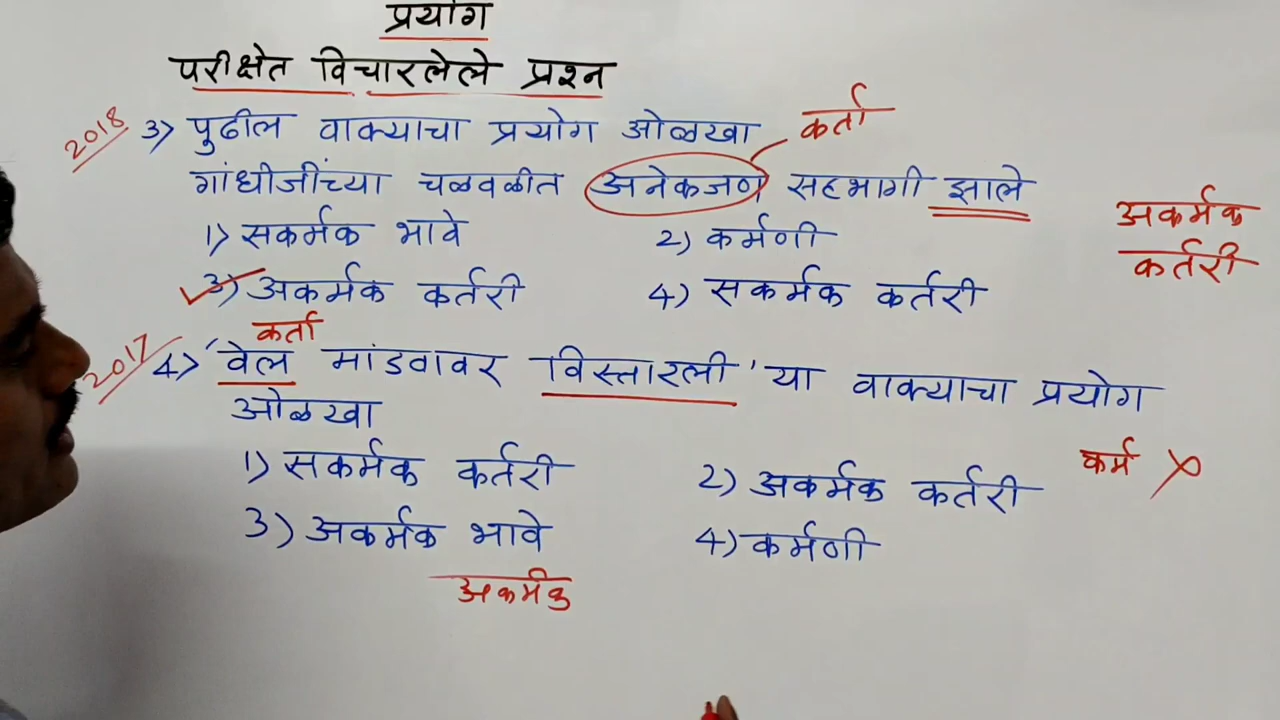 प्रयोग
परीक्षेत विचारलेले प्रश्न
कर्ता
2018 3) पुढील वाक्याचा प्रयोग ओळखा
गांधीजींच्या चळवळीत अनेकजण सहभागी झाले
अकर्मक
कर्तरी
1) सकर्मक भावे 2) कर्मणी
3) अकर्मक कर्तरी 4) सकर्मक कर्तरी
कर्ता
2017 4) 'वेल मांडवावर विस्तारली' या वाक्याचा प्रयोग
ओळखा
कर्म ×
1) सकर्मक कर्तरी 2) अकर्मक कर्तरी
3) अकर्मक भावे 4) कर्मणी
अकर्मक